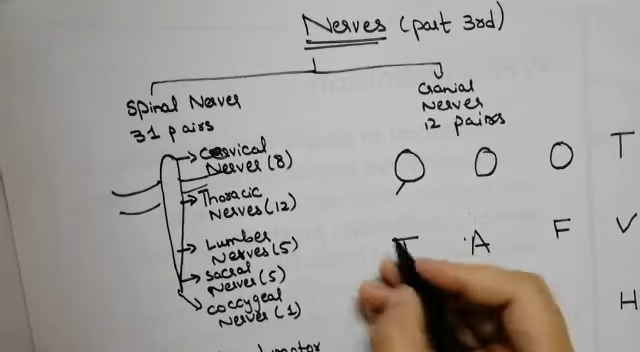 Nerves (part 3rd)
Spinal Nerver
31 pairs
Cranial
Nerves
12 pairs
Cervical
Nerves (8)
Thoracic
Nerves (12)
Lumber
Nerves (5)
sacral
Nerves (5)
coccygeal
Nerves (1)
O O O T
T A F V
H